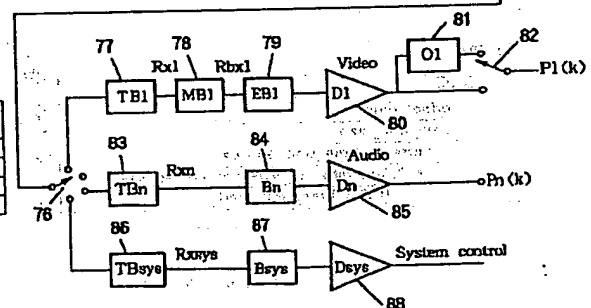 81
77 78 79 82
Rx1 Rbx1 Video O1
P1(k)
TB1 MB1 EB1 D1
80
83 84 Audio
Rxn
76 TBn Bn Dn Pn(k)
85
86 87
Rxsys System control
TBsys Bsys Dsys
88